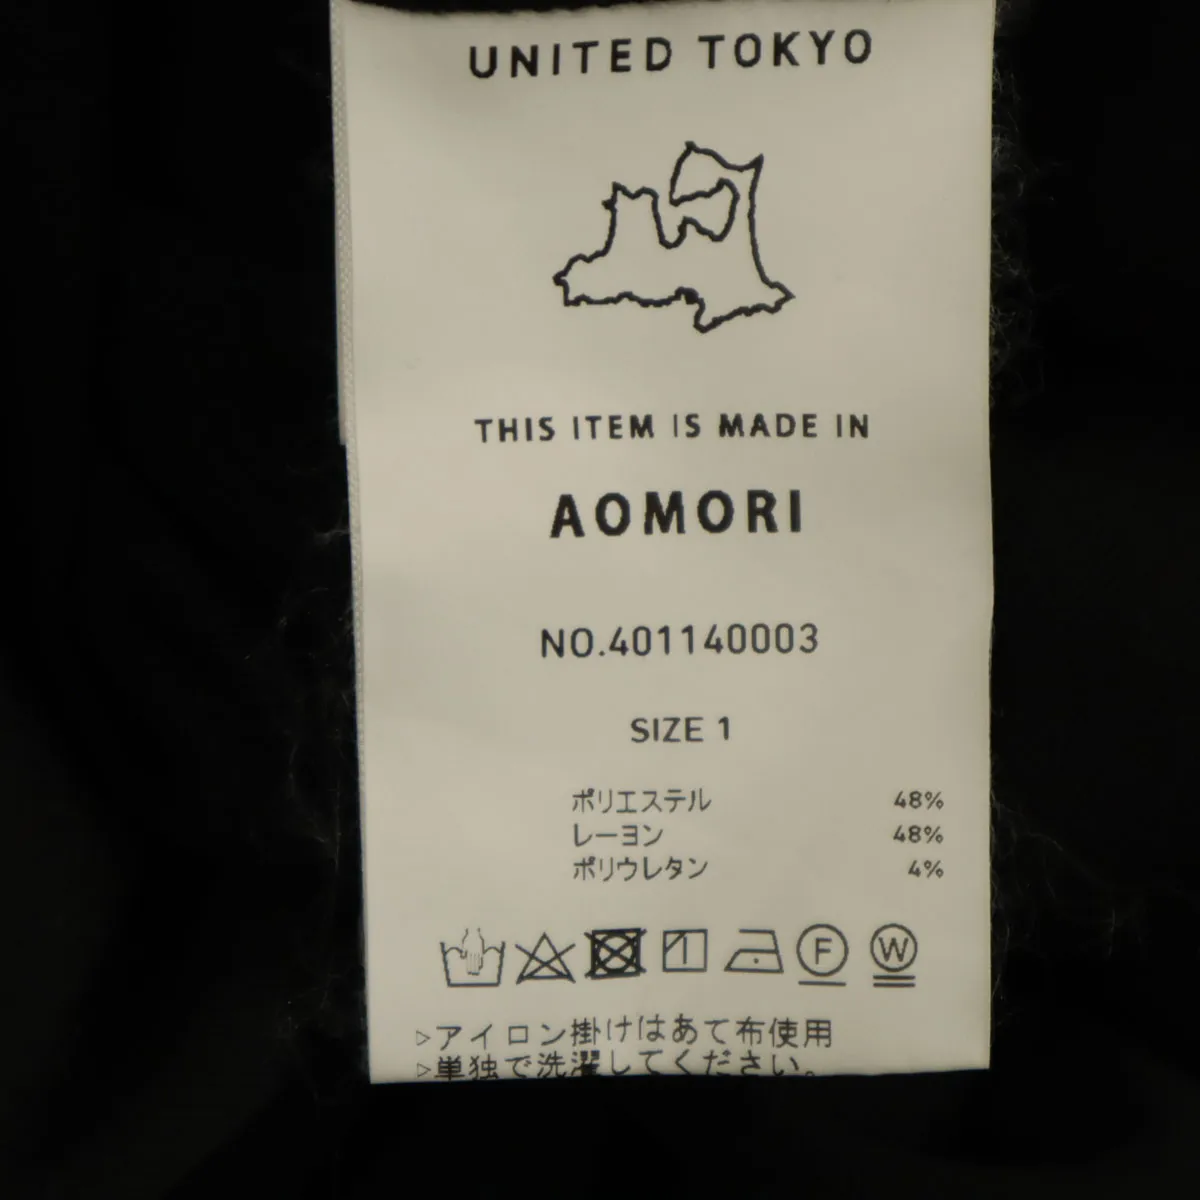 UNITED TOKYO
THIS ITEM IS MADE IN
AOMORI
NO.401140003
SIZE 1
ポリエステル 48%
レーヨン 48%
ポリウレタン 4%
F W
▷アイロン掛けはあて布使用
▷単独で洗濯してください。